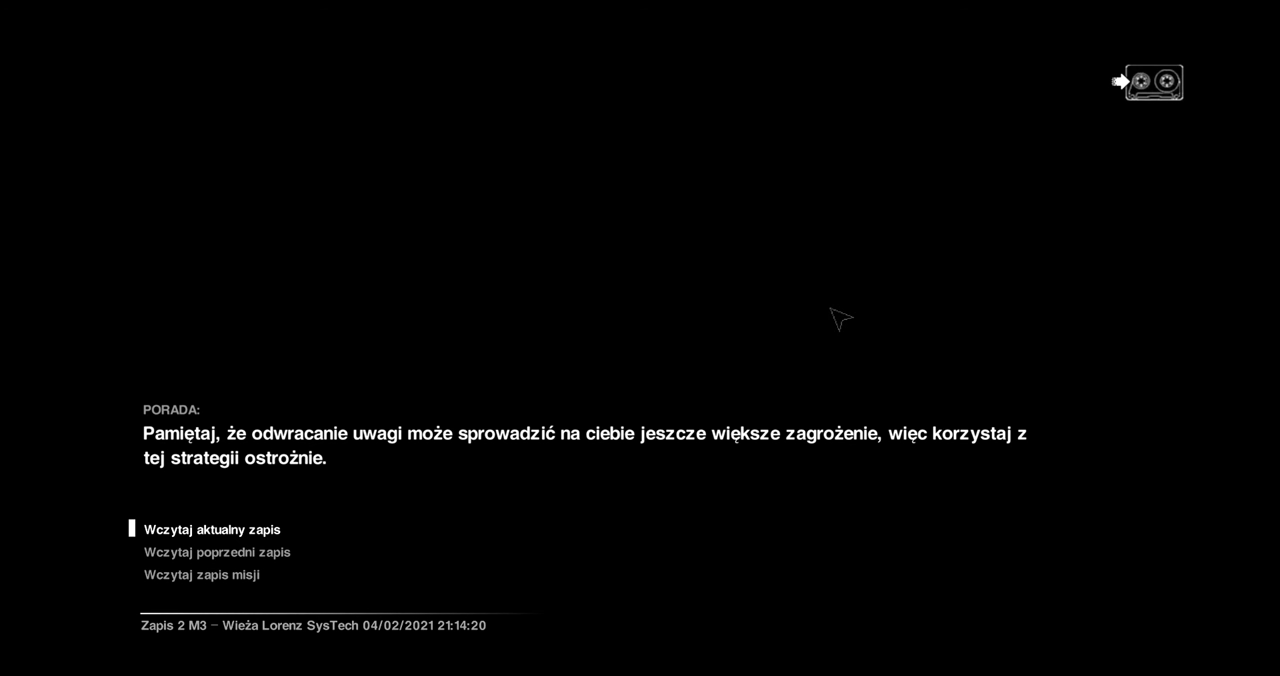 PORADA:
Pamiętaj, że odwracanie uwagi może sprowadzić na ciebie jeszcze większe zagrożenie, więc korzystaj z
tej strategii ostrożnie.
Wczytaj aktualny zapis
Wczytaj poprzedni zapis
Wczytaj zapis misji
Zapis 2 M3 – Wieża Lorenz SysTech 04/02/2021 21:14:20